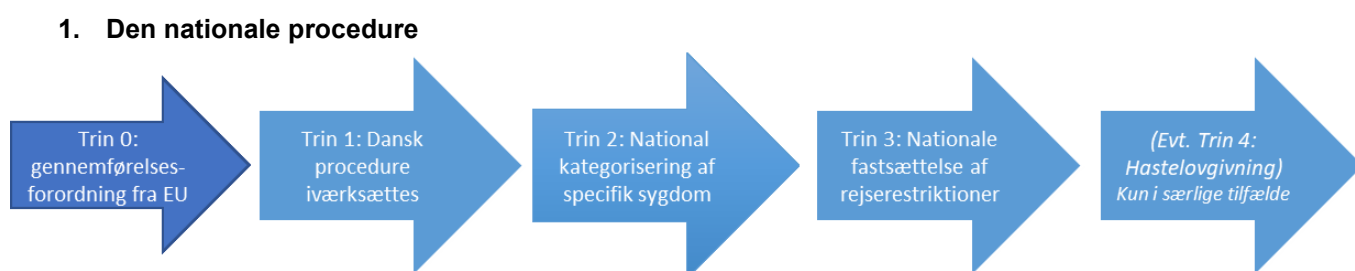 1. Den nationale procedure
Trin 0:
gennemførelses-
forordning fra EU
Trin 1: Dansk
procedure
iværksættes
Trin 2: National
kategorisering af
specifik sygdom
Trin 3: Nationale
fastsættelse af
rejserestriktioner
(Evt. Trin 4:
Hastelovgivning)
Kun i særlige tilfælde